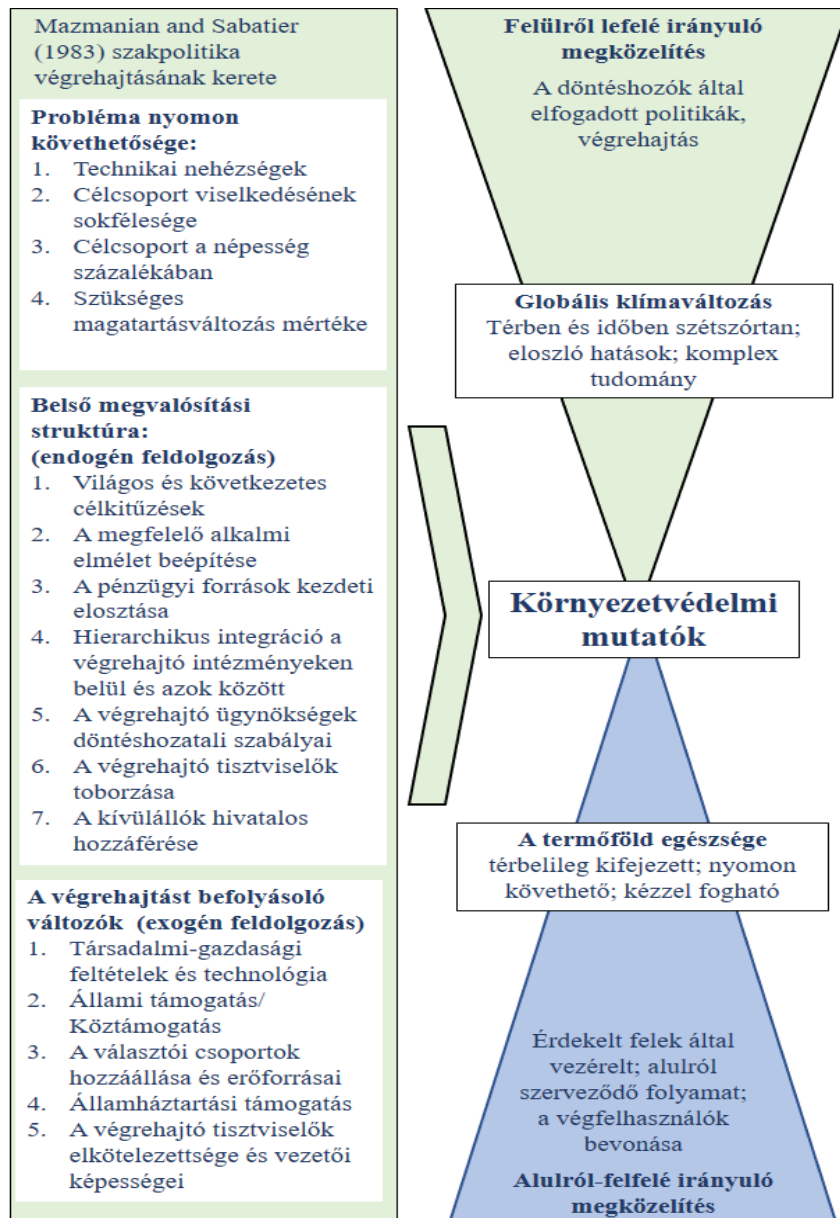 Mazmanian and Sabatier
(1983) szakpolitika
végrehajtásának kerete
Probléma nyomon
követhetősége:
1. Technikai nehézségek
2. Célcsoport viselkedésének
sokfélesége
3. Célcsoport a népesség
százalékában
4. Szükséges
magatartásváltozás mértéke
Belső megvalósítási
struktúra:
(endogén feldolgozás)
1. Világos és következetes
célkitűzések
2. A megfelelő alkalmi
elmélet beépítése
3. A pénzügyi források kezdeti
elosztása
4. Hierarchikus integráció a
végrehajtó intézményeken
belül és azok között
5. A végrehajtó ügynökségek
döntéshozatali szabályai
6. A végrehajtó tisztviselők
toborzása
7. A kívülállók hivatalos
hozzáférése
A végrehajtást befolyásoló
változók (exogén feldolgozás)
1. Társadalmi-gazdasági
feltételek és technológia
2. Állami támogatás/
Köztámogatás
3. A választói csoportok
hozzáállása és erőforrásai
4. Államháztartási támogatás
5. A végrehajtó tisztviselők
elkötelezettsége és vezetői
képességei
Felülről lefelé irányuló
megközelítés
A döntéshozók által
elfogadott politikák,
végrehajtás
Globális klímaváltozás
Térben és időben szétszórtan;
eloszló hatások; komplex
tudomány
Környezetvédelmi
mutatók
A termőföld egészsége
térbelileg kifejezett; nyomon
követhető; kézzel fogható
Érdekelt felek által
vezérelt; alulról
szerveződő folyamat;
a végfelhasználók
bevonása
Alulról-felfelé irányuló
megközelítés